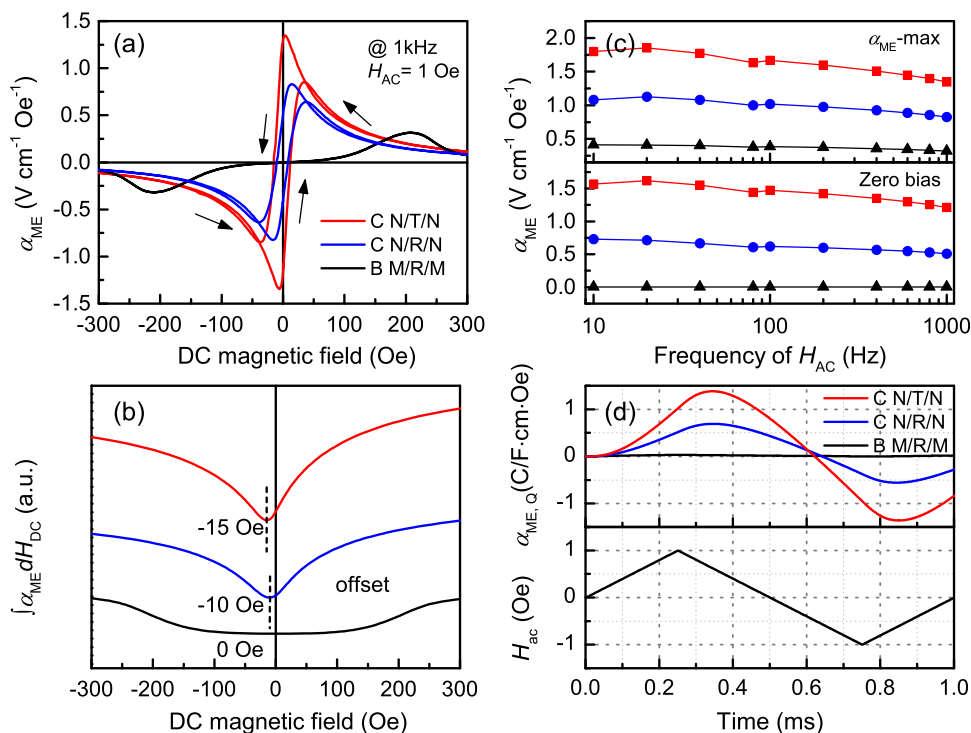 (a)
@ 1kHz
H_AC= 1 Oe
1.5
1.0
0.5
0.0
-0.5
-1.0
-1.5
α_ME (V cm⁻¹ Oe⁻¹)
C N/T/N
C N/R/N
B M/R/M
-300 -200 -100 0 100 200 300
DC magnetic field (Oe)
(c)
α_ME-max
2.0
1.5
1.0
0.5
Zero bias
1.5
1.0
0.5
0.0
α_ME (V cm⁻¹ Oe⁻¹)
10 100 1000
Frequency of H_AC (Hz)
(b)
∫α_ME dH_DC (a.u.)
-15 Oe
-10 Oe
offset
0 Oe
-300 -200 -100 0 100 200 300
DC magnetic field (Oe)
(d)
C N/T/N
C N/R/N
B M/R/M
1
0
-1
α_ME,Q(C/F·cm·Oe)
1
0
-1
H_ac (Oe)
0.0 0.2 0.4 0.6 0.8 1.0
Time (ms)